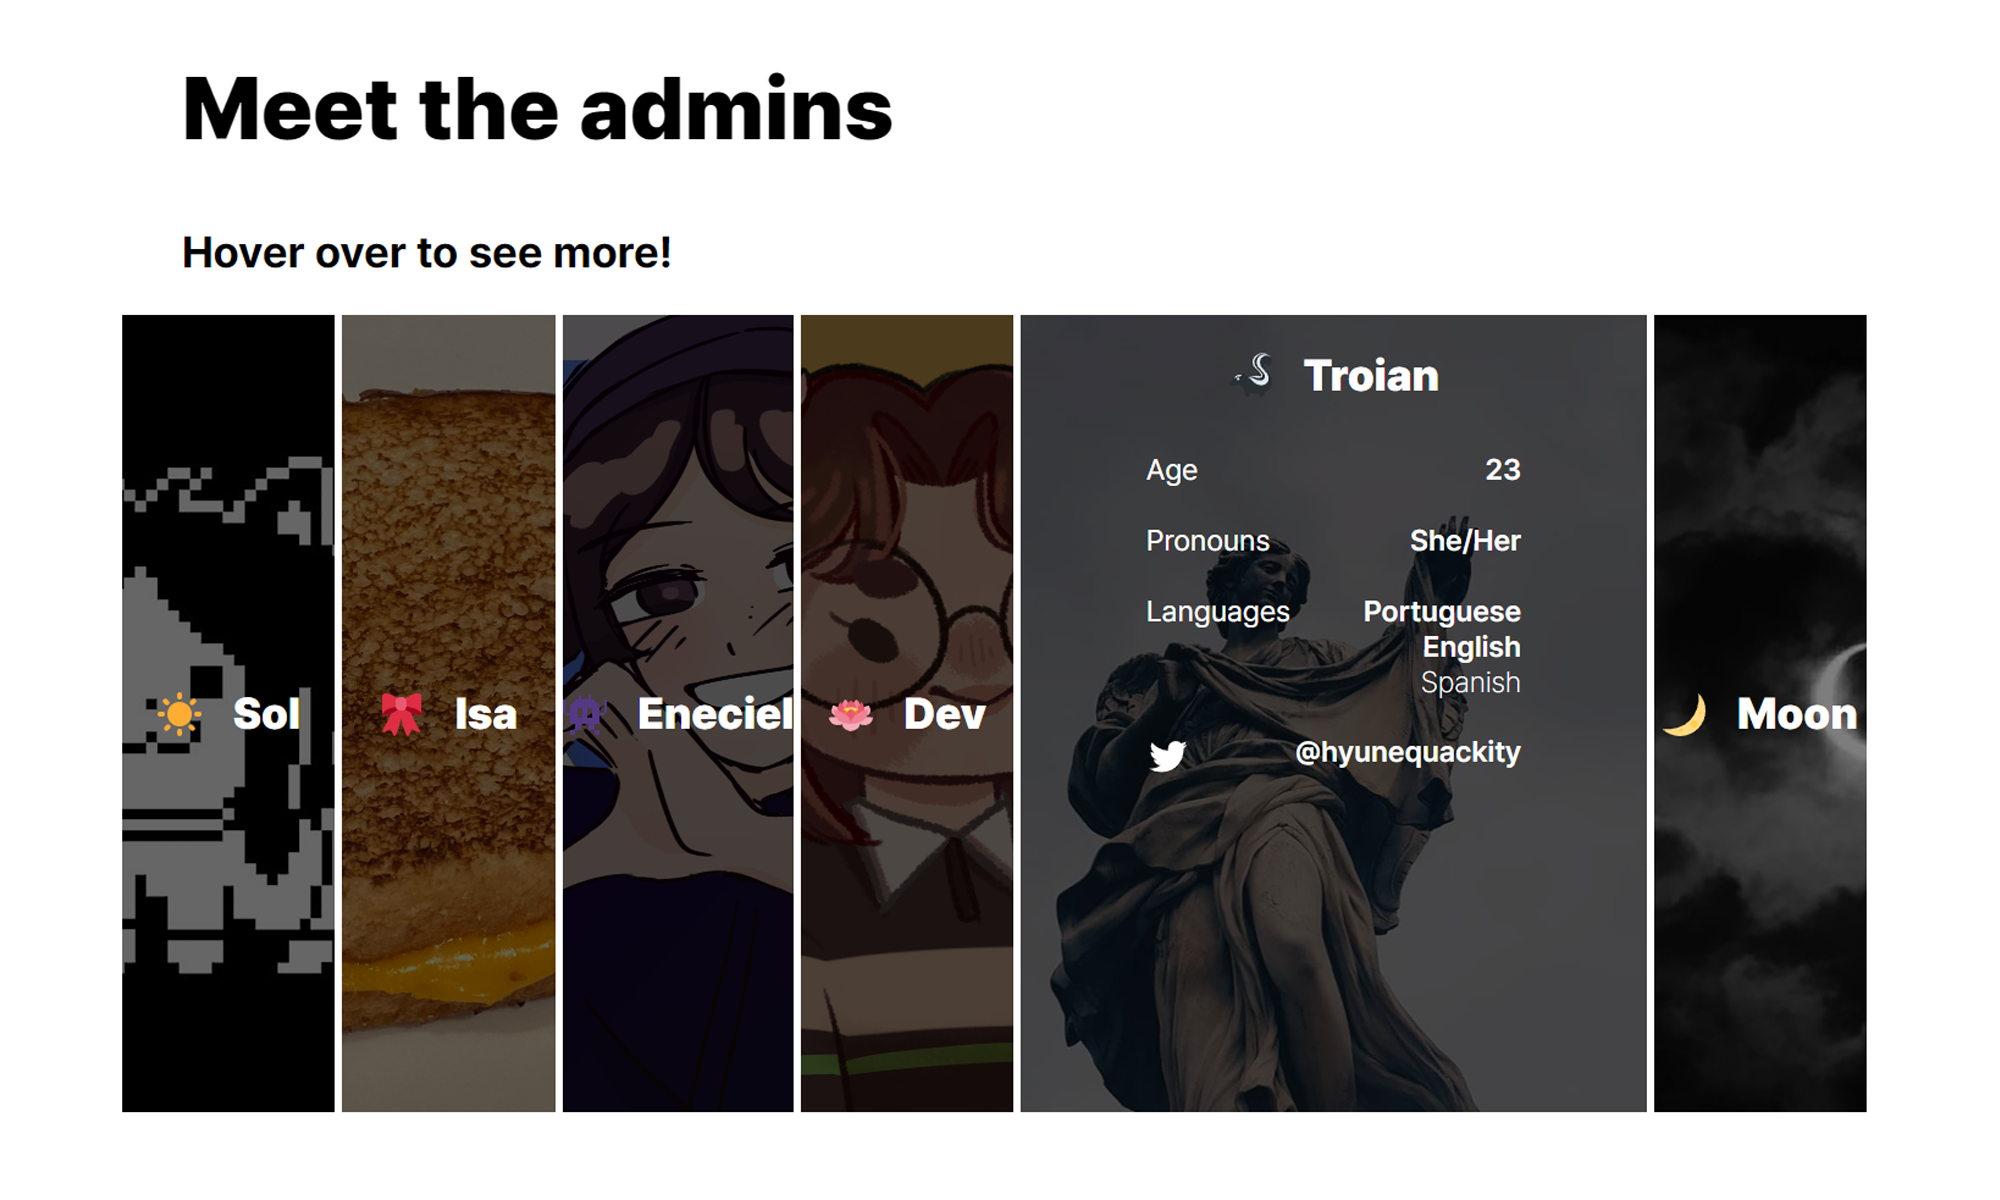 Meet the admins
Hover over to see more!
Sol
Isa
Eneciel
Dev
Troian
Age 23
Pronouns She/Her
Languages Portuguese
English
Spanish
@hyunequackity
Moon